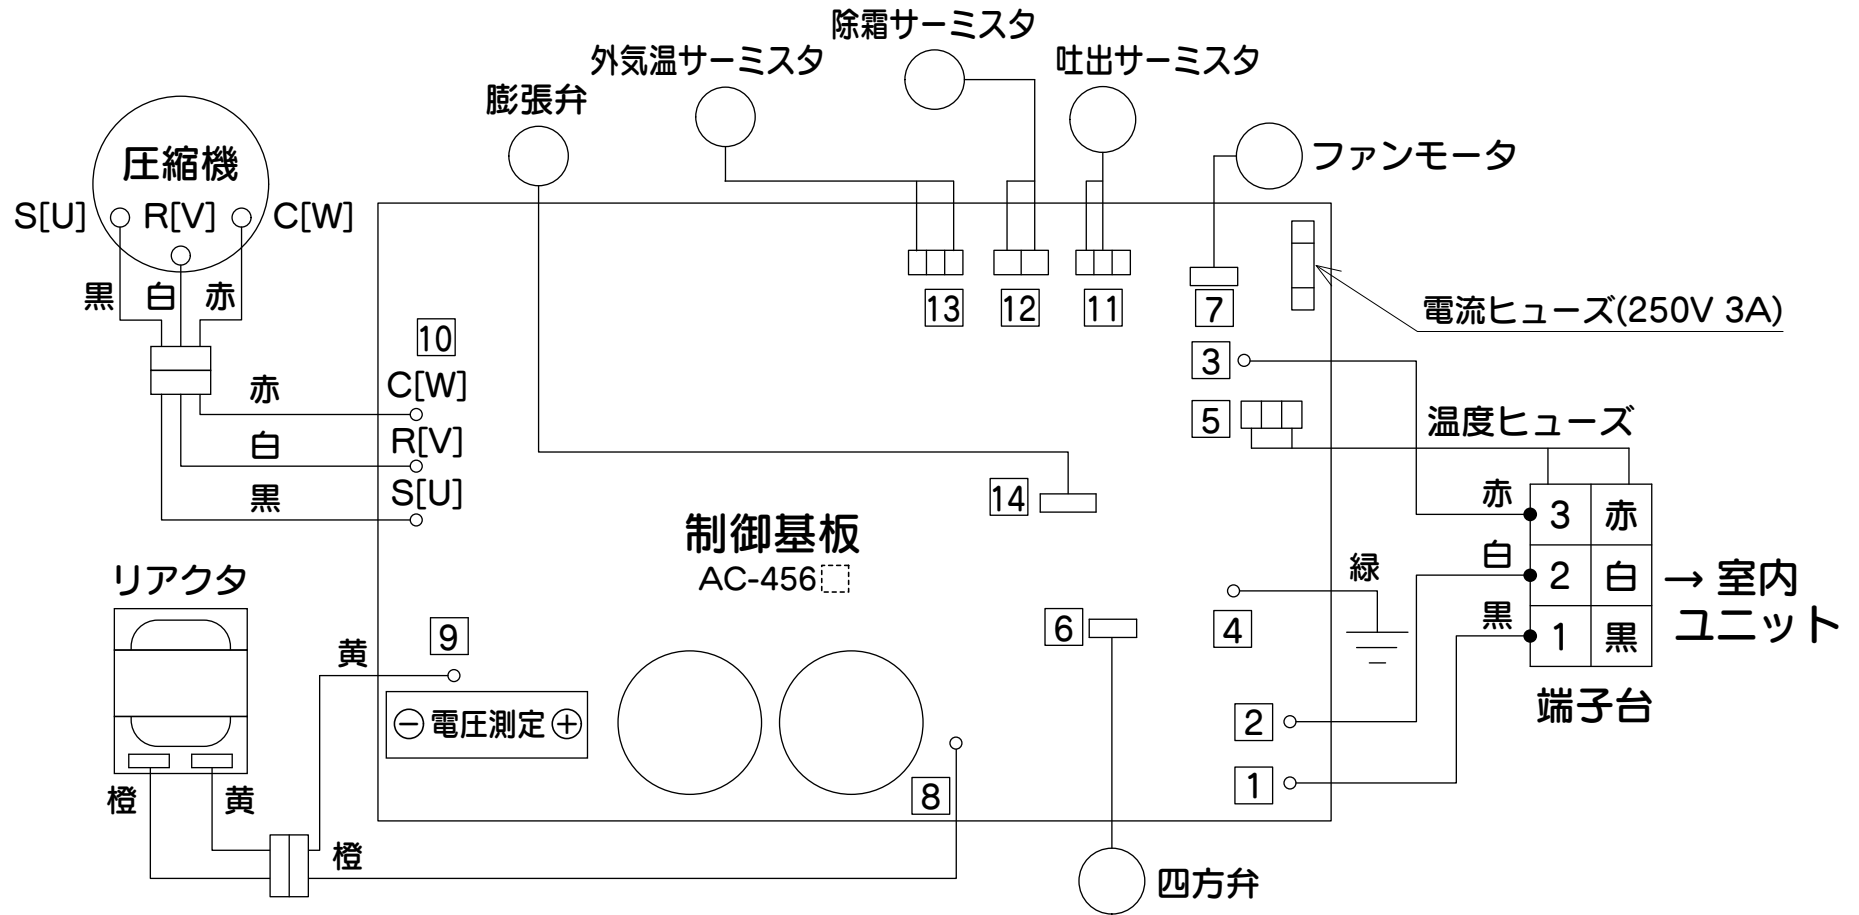 除霜サーミスタ
外気温サーミスタ
吐出サーミスタ
膨張弁
ファンモータ
圧縮機
S[U]
R[V]
C[W]
黒
白
赤
13
12
11
7
電流ヒューズ(250V 3A)
10
3
C[W]
赤
5
温度ヒューズ
R[V]
白
S[U]
黒
14
赤
3 赤
制御基板
AC-456
リアクタ
緑
白
2 白
→ 室内
ユニット
黒
1 黒
9
6
4
黄
端子台
⊖ 電圧測定 ⊕
2
1
8
橙
黄
橙
四方弁